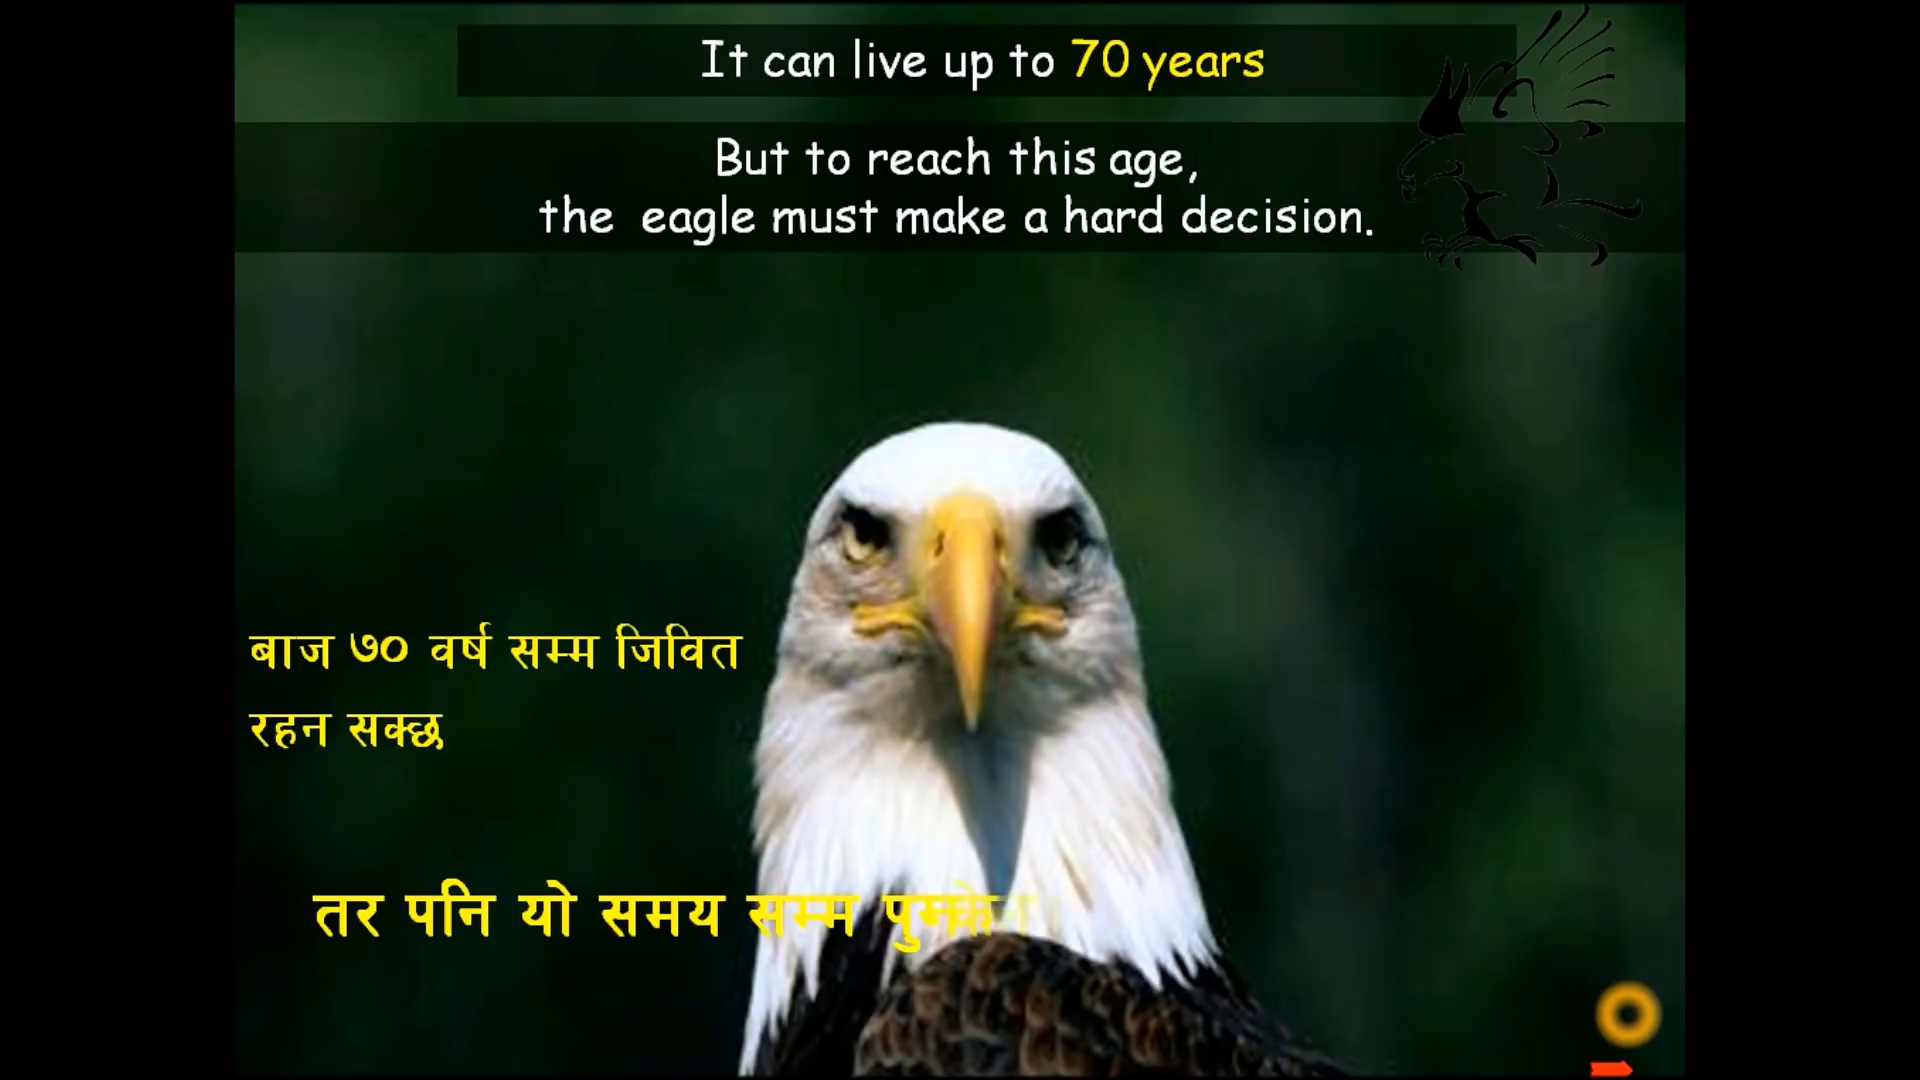 It can live up to 70 years
But to reach this age,
the eagle must make a hard decision.
बाज ७० वर्ष सम्म जिवित
रहन सक्छ
तर पनि यो समय सम्म